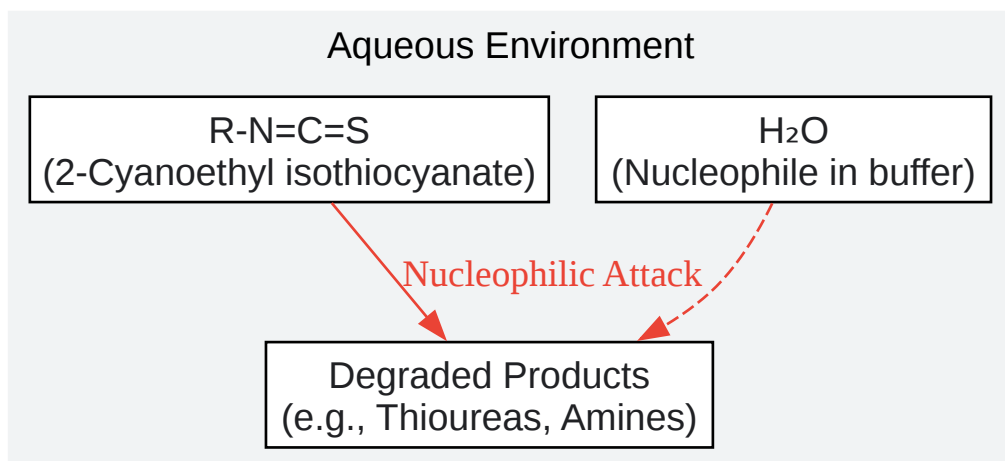 Aqueous Environment
R-N=C=S
(2-Cyanoethyl isothiocyanate)
H₂O
(Nucleophile in buffer)
Nucleophilic Attack
Degraded Products
(e.g., Thioureas, Amines)